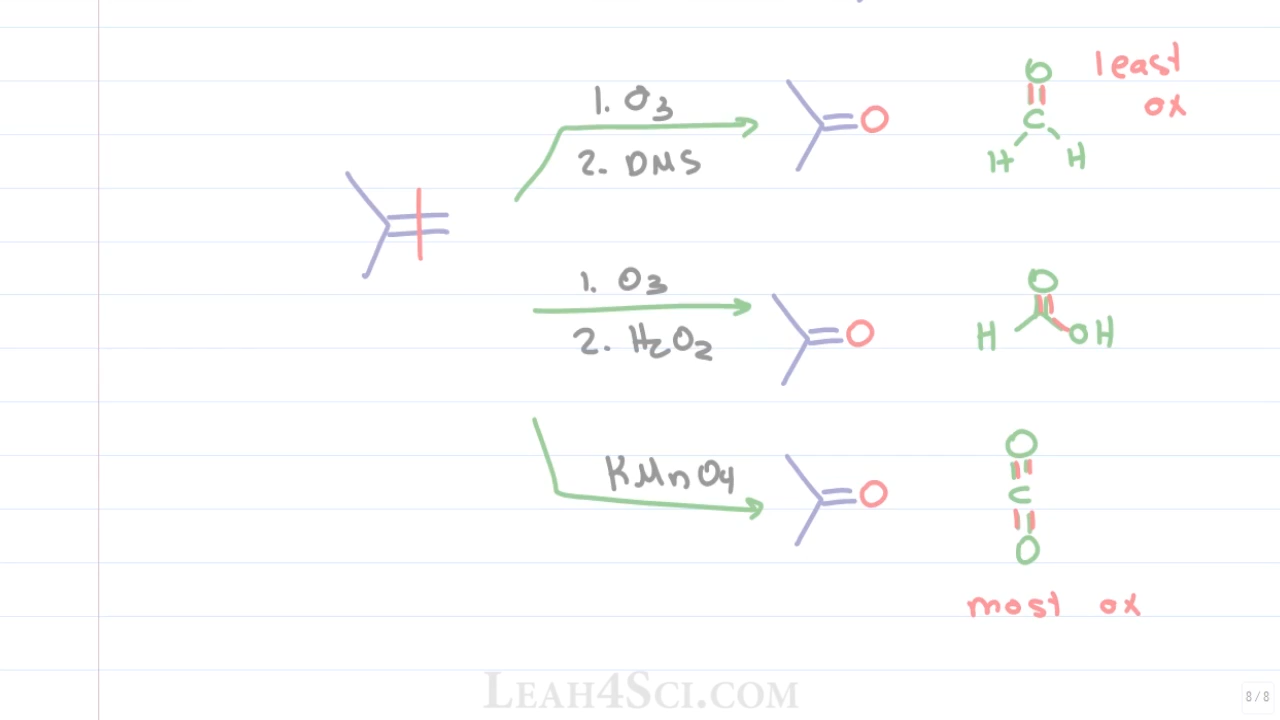 1. O3
2. DMS
O
O
C
H H
least
ox
1. O3
2. H2O2
O
O
H OH
KMnO4
O
O
C
O
most ox
LEAH4SCI.COM
8/8